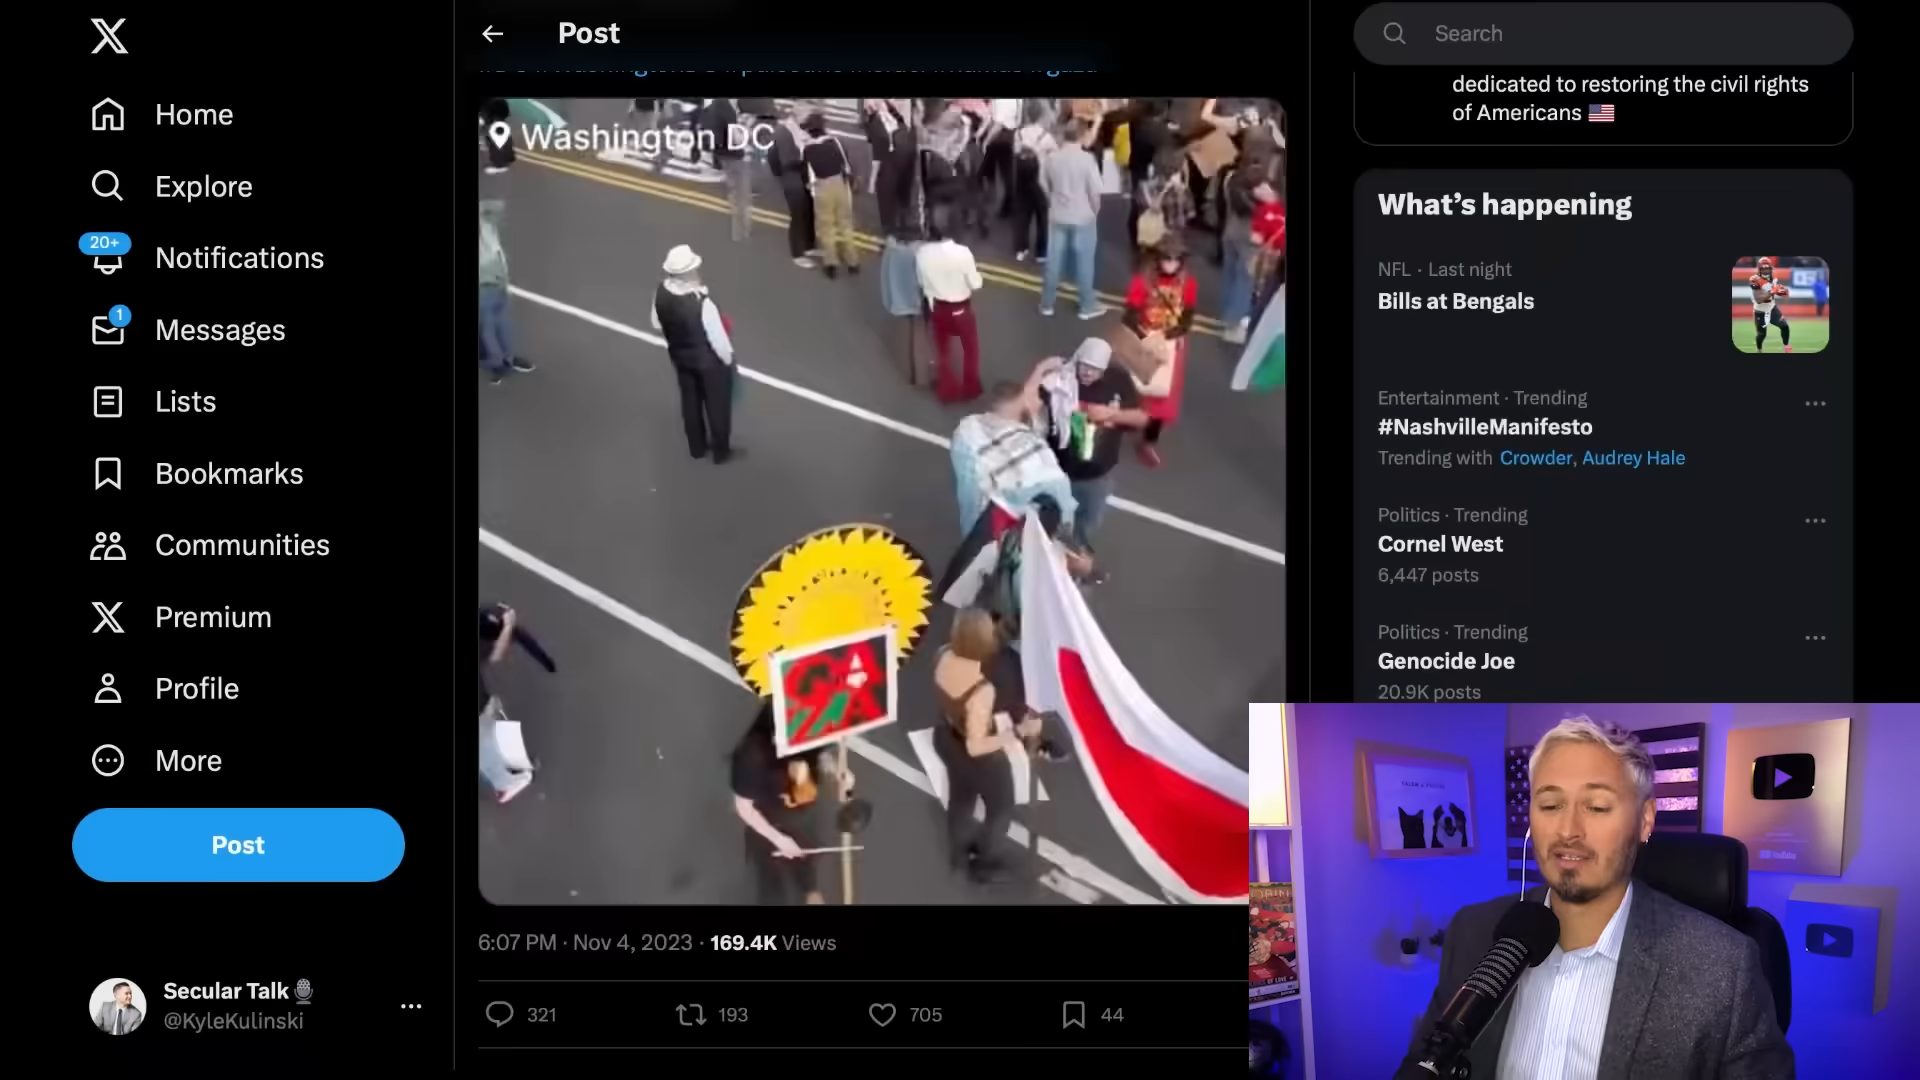 Home
Explore
20+
Notifications
1
Messages
Lists
Bookmarks
Communities
Premium
Profile
More
Post
Secular Talk
@KyleKulinski
Post
Washington DC
6:07 PM · Nov 4, 2023 · 169.4K Views
321
193
705
44
Search
dedicated to restoring the civil rights
of Americans
What's happening
NFL · Last night
Bills at Bengals
Entertainment · Trending
#NashvilleManifesto
Trending with Crowder, Audrey Hale
Politics · Trending
Cornel West
6,447 posts
Politics · Trending
Genocide Joe
20.9K posts